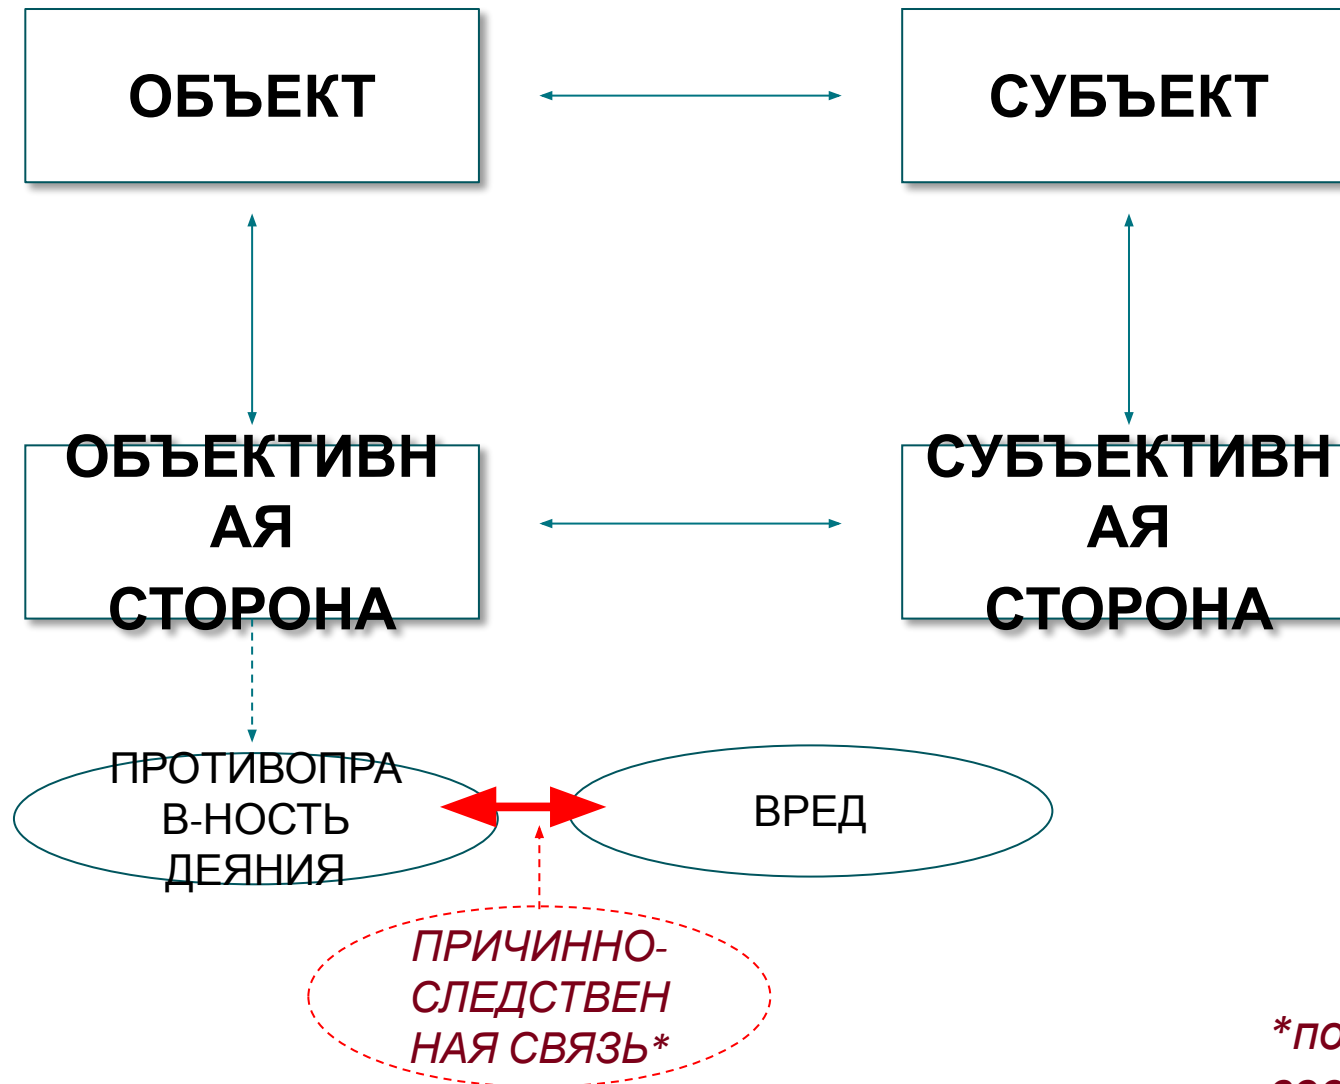 ОБЪЕКТ
СУБЪЕКТ
ОБЪЕКТИВН
АЯ
СТОРОНА
СУБЪЕКТИВН
АЯ
СТОРОНА
ПРОТИВОПРА
В-НОСТЬ
ДЕЯНИЯ
ВРЕД
ПРИЧИННО-
СЛЕДСТВЕН
НАЯ СВЯЗЬ*